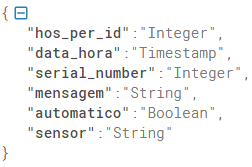 {
"hos_per_id":"Integer",
"data_hora":"Timestamp",
"serial_number":"Integer",
"mensagem":"String",
"automatico":"Boolean",
"sensor":"String"
}